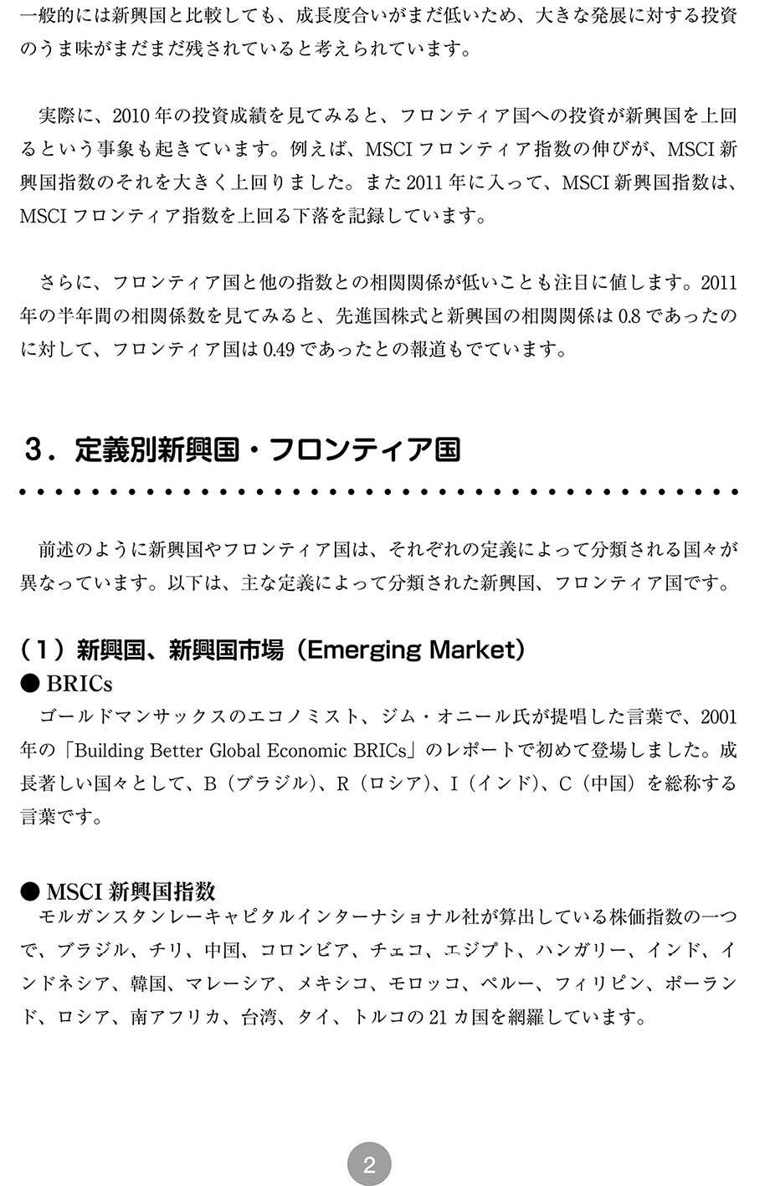 一般的には新興国と比較しても、成長度合いがまだ低いため、大きな発展に対する投資
のうま味がまだまだ残されていると考えられています。
実際に、2010 年の投資成績を見てみると、フロンティア国への投資が新興国を上回
るという事象も起きています。例えば、MSCI フロンティア指数の伸びが、MSCI 新
興国指数のそれを大きく上回りました。また 2011 年に入って、MSCI 新興国指数は、
MSCI フロンティア指数を上回る下落を記録しています。
さらに、フロンティア国と他の指数との相関関係が低いことも注目に値します。2011
年の半年間の相関係数を見てみると、先進国株式と新興国の相関関係は 0.8 であったの
に対して、フロンティア国は 0.49 であったとの報道もでています。
３．定義別新興国・フロンティア国
前述のように新興国やフロンティア国は、それぞれの定義によって分類される国々が
異なっています。以下は、主な定義によって分類された新興国、フロンティア国です。
（１）新興国、新興国市場（Emerging Market）
● BRICs
ゴールドマンサックスのエコノミスト、ジム・オニール氏が提唱した言葉で、2001
年の「Building Better Global Economic BRICs」のレポートで初めて登場しました。成
長著しい国々として、B（ブラジル）、R（ロシア）、I（インド）、C（中国）を総称する
言葉です。
● MSCI 新興国指数
モルガンスタンレーキャピタルインターナショナル社が算出している株価指数の一つ
で、ブラジル、チリ、中国、コロンビア、チェコ、エジプト、ハンガリー、インド、イ
ンドネシア、韓国、マレーシア、メキシコ、モロッコ、ペルー、フィリピン、ポーラン
ド、ロシア、南アフリカ、台湾、タイ、トルコの 21 カ国を網羅しています。
2